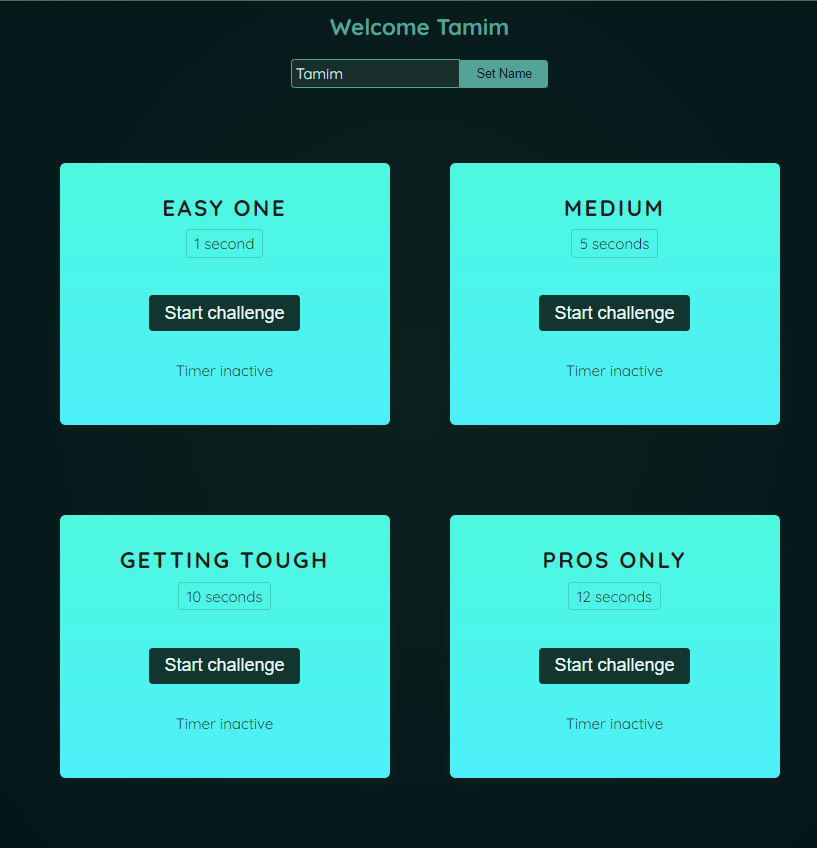 Welcome Tamim
Tamim
Set Name
EASY ONE
1 second
Start challenge
Timer inactive
MEDIUM
5 seconds
Start challenge
Timer inactive
GETTING TOUGH
10 seconds
Start challenge
Timer inactive
PROS ONLY
12 seconds
Start challenge
Timer inactive